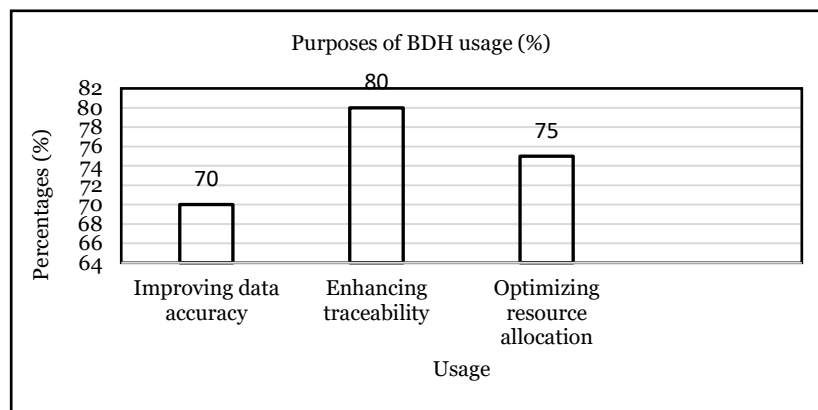 Purposes of BDH usage (%)
Percentages (%)
82
80
78
76
74
72
70
68
66
64
70
80
75
Improving data
accuracy
Enhancing
traceability
Optimizing
resource
allocation
Usage